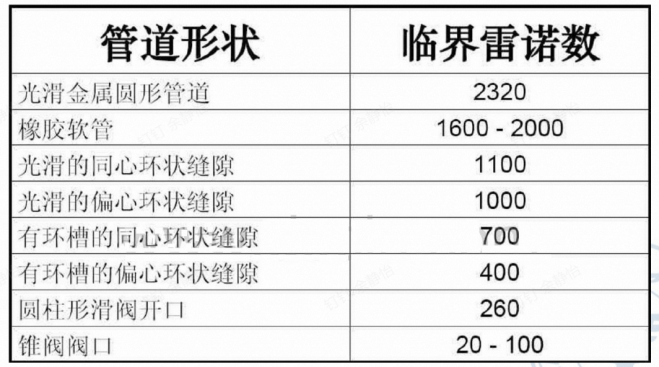 管道形状 临界雷诺数
光滑金属圆形管道 2320
橡胶软管 1600 - 2000
光滑的同心环状缝隙 1100
光滑的偏心环状缝隙 1000
有环槽的同心环状缝隙 700
有环槽的偏心环状缝隙 400
圆柱形滑阀开口 260
锥阀阀口 20 - 100